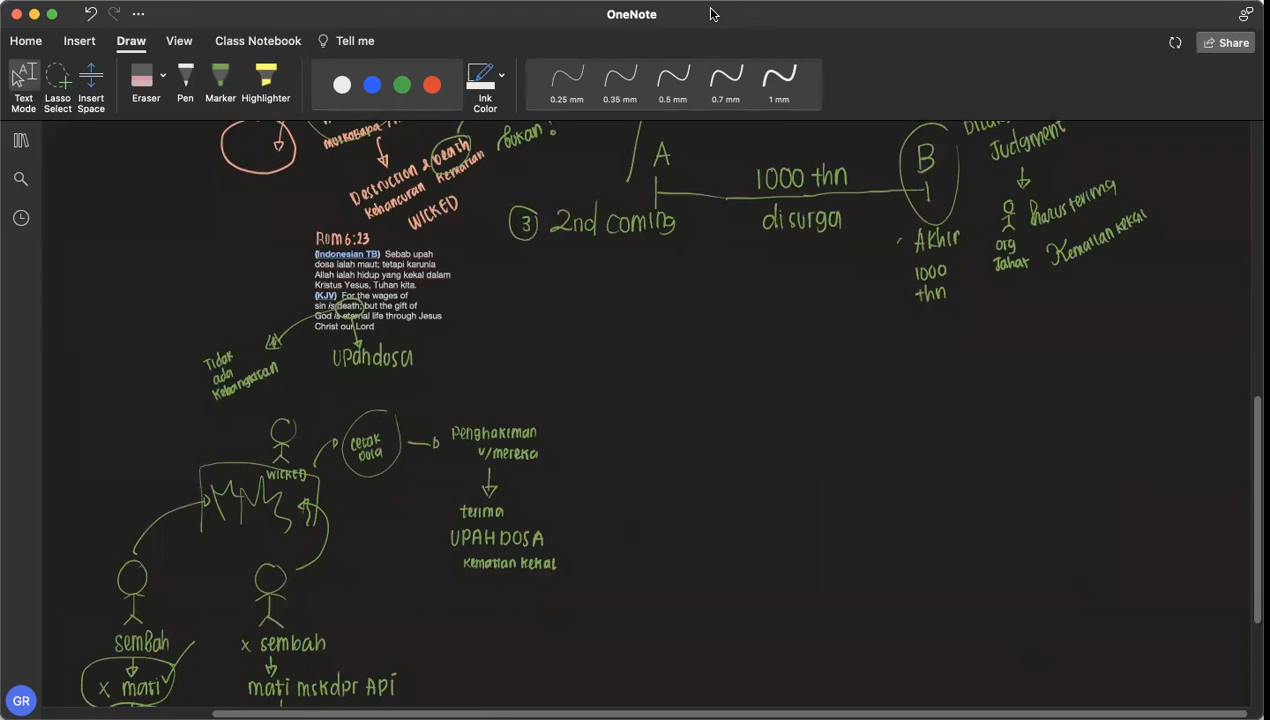 OneNote
Home Insert Draw View Class Notebook Tell me
Share
Text Mode
Lasso Select
Insert Space
Eraser
Pen
Marker
Highlighter
Ink Color
0.25 mm
0.35 mm
0.5 mm
0.7 mm
1 mm
Destruction & Death
Kehancuran Kematian
WICKED
bukan!
A
1000 thn
disurga
③ 2nd coming
B
Akhir
1000
thn
Judgment
org
Jahat
harus terima
Kematian kekal
Rom 6:23
(Indonesian TB) Sebab upah
dosa ialah maut; tetapi karunia
Allah ialah hidup yang kekal dalam
Kristus Yesus, Tuhan kita.
(KJV) For the wages of
sin is death; but the gift of
God is eternal life through Jesus
Christ our Lord
Tidak
ada
Kebangkitan
upah dosa
WICKED
Penghakiman
u/mereka
terima
UPAH DOSA
Kematian kekal
sembah
x mati
x sembah
mati mskdpr API
GR